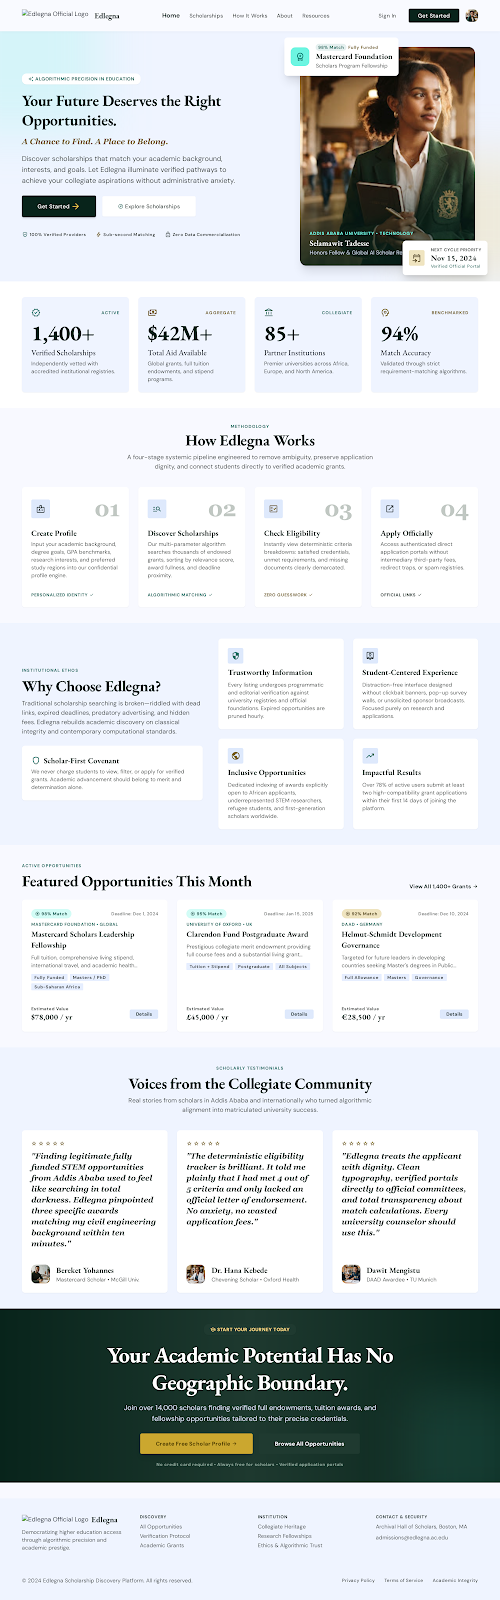 Edlegna Official Logo Edlegna
Home Scholarships How It Works About Resources
Sign In Get Started
ALGORITHMIC PRECISION IN EDUCATION
Your Future Deserves the Right
Opportunities.
A Chance to Find. A Place to Belong.
Discover scholarships that match your academic background,
interests, and goals. Let Edlegna illuminate verified pathways to
achieve your collegiate aspirations without administrative anxiety.
Get Started → Explore Scholarships
100% Verified Providers Sub-second Matching Zero Data Commercialization
98% Match Fully Funded
Mastercard Foundation
Scholars Program Fellowship
ADDIS ABABA UNIVERSITY • TECHNOLOGY
Selamawit Tadesse
Honors Fellow & Global AI Scholar Re
NEXT CYCLE PRIORITY
Nov 15, 2024
Verified Official Portal
ACTIVE
1,400+
Verified Scholarships
Independently vetted with
accredited institutional registries.
AGGREGATE
$42M+
Total Aid Available
Global grants, full tuition
endowments, and stipend
programs.
COLLEGIATE
85+
Partner Institutions
Premier universities across Africa,
Europe, and North America.
BENCHMARKED
94%
Match Accuracy
Validated through strict
requirement-matching algorithms.
METHODOLOGY
How Edlegna Works
A four-stage systemic pipeline engineered to remove ambiguity, preserve application
dignity, and connect students directly to verified academic grants.
01
Create Profile
Input your academic background,
degree goals, GPA benchmarks,
research interests, and preferred
study regions into our confidential
profile engine.
PERSONALIZED IDENTITY ✓
02
Discover Scholarships
Our multi-parameter algorithm
searches thousands of endowed
grants, sorting by relevance score,
award fullness, and deadline
proximity.
ALGORITHMIC MATCHING ✓
03
Check Eligibility
Instantly view deterministic criteria
breakdowns: satisfied credentials,
unmet requirements, and missing
documents clearly demarcated.
ZERO GUESSWORK ✓
04
Apply Officially
Access authenticated direct
application portals without
intermediary third-party fees,
redirect traps, or spam registries.
OFFICIAL LINKS ✓
INSTITUTIONAL ETHOS
Why Choose Edlegna?
Traditional scholarship searching is broken—riddled with dead
links, expired deadlines, predatory advertising, and hidden
fees. Edlegna rebuilds academic discovery on classical
integrity and contemporary computational standards.
Scholar-First Covenant
We never charge students to view, filter, or apply for verified
grants. Academic advancement should belong to merit and
determination alone.
Trustworthy Information
Every listing undergoes programmatic
and editorial verification against
university registries and official
foundations. Expired opportunities are
pruned hourly.
Student-Centered Experience
Distraction-free interface designed
without clickbait banners, pop-up survey
walls, or unsolicited sponsor broadcasts.
Focused purely on research and
applications.
Inclusive Opportunities
Dedicated indexing of awards explicitly
open to African applicants,
underrepresented STEM researchers,
refugee students, and first-generation
scholars worldwide.
Impactful Results
Over 78% of active users submit at least
two high-compatibility grant applications
within their first 14 days of joining the
platform.
ACTIVE OPPORTUNITIES
Featured Opportunities This Month
View All 1,400+ Grants →
98% Match Deadline: Dec 1, 2024
MASTERCARD FOUNDATION • GLOBAL
Mastercard Scholars Leadership
Fellowship
Full tuition, comprehensive living stipend,
international travel, and academic health...
Fully Funded Masters / PhD
Sub-Saharan Africa
Estimated Value
$78,000 / yr
Details
95% Match Deadline: Jan 15, 2025
UNIVERSITY OF OXFORD • UK
Clarendon Fund Postgraduate Award
Prestigious collegiate merit endowment providing
full course fees and a substantial living grant...
Tuition + Stipend Postgraduate All Subjects
Estimated Value
£45,000 / yr
Details
92% Match Deadline: Dec 10, 2024
DAAD • GERMANY
Helmut-Schmidt Development
Governance
Targeted for future leaders in developing
countries seeking Master's degrees in Public...
Full Allowance Masters Governance
Estimated Value
€28,500 / yr
Details
SCHOLARLY TESTIMONIALS
Voices from the Collegiate Community
Real stories from scholars in Addis Ababa and internationally who turned algorithmic
alignment into matriculated university success.
"Finding legitimate fully
funded STEM opportunities
from Addis Ababa used to feel
like searching in total
darkness. Edlegna pinpointed
three specific awards
matching my civil engineering
background within ten
minutes."
Bereket Yohannes
Mastercard Scholar • McGill Univ
"The deterministic eligibility
tracker is brilliant. It told me
plainly that I had met 4 out of
5 criteria and only lacked an
official letter of endorsement.
No anxiety, no wasted
application fees."
Dr. Hana Kebede
Chevening Scholar • Oxford Health
"Edlegna treats the applicant
with dignity. Clean
typography, verified portals
directly to official committees,
and total transparency about
match calculations. Every
university counselor should
use this."
Dawit Mengistu
DAAD Awardee • TU Munich
START YOUR JOURNEY TODAY
Your Academic Potential Has No
Geographic Boundary.
Join over 14,000 scholars finding verified full endowments, tuition awards, and
fellowship opportunities tailored to their precise credentials.
Create Free Scholar Profile → Browse All Opportunities
No credit card required • Always free for scholars • Verified application portals
Edlegna Official Logo Edlegna
Democratizing higher education access
through algorithmic precision and
academic prestige.
DISCOVERY
All Opportunities
Verification Protocol
Academic Grants
INSTITUTION
Collegiate Heritage
Research Fellowships
Ethics & Algorithmic Trust
CONTACT & SECURITY
Archival Hall of Scholars, Boston, MA
admissions@edlegna.ac.edu
© 2024 Edlegna Scholarship Discovery Platform. All rights reserved.
Privacy Policy Terms of Service Academic Integrity